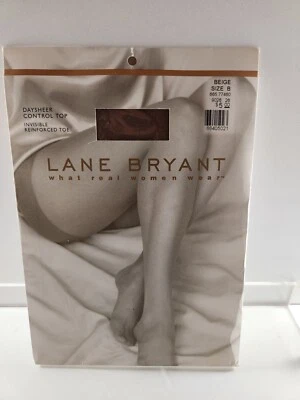 DAYSHEER
CONTROL TOP
INVISIBLE
REINFORCED TOE
BEIGE
SIZE B
LANE BRYANT
what real women wear